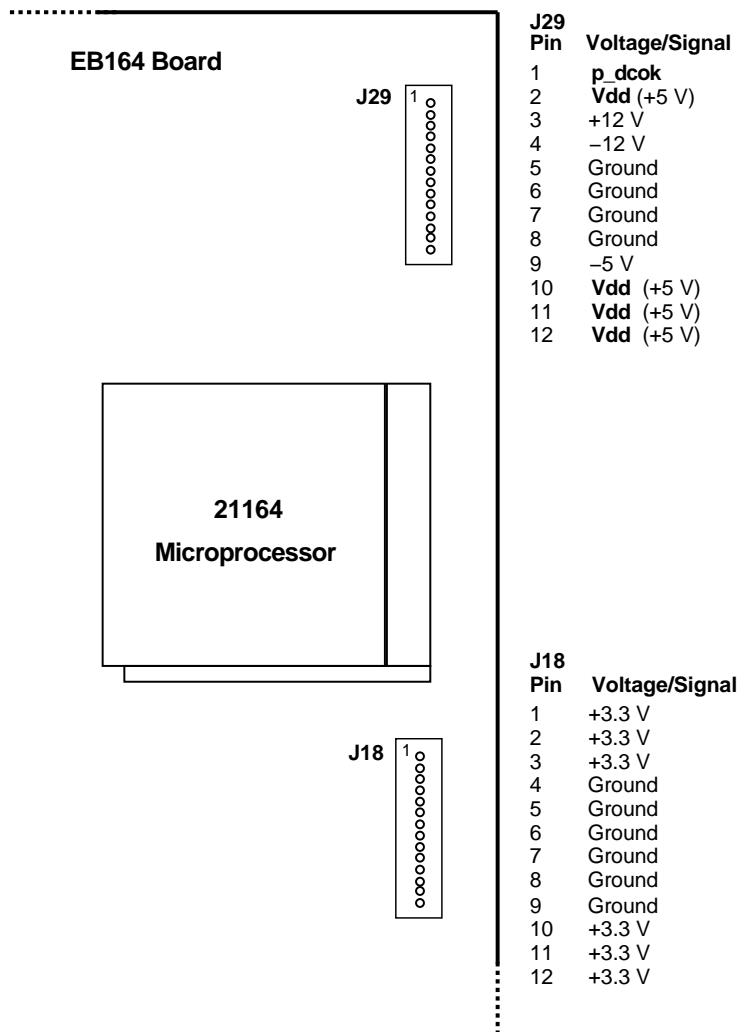 EB164 Board
J29
1
21164
Microprocessor
J18
1
J29
Pin Voltage/Signal
1 p_dcok
2 Vdd (+5 V)
3 +12 V
4 −12 V
5 Ground
6 Ground
7 Ground
8 Ground
9 −5 V
10 Vdd (+5 V)
11 Vdd (+5 V)
12 Vdd (+5 V)
J18
Pin Voltage/Signal
1 +3.3 V
2 +3.3 V
3 +3.3 V
4 Ground
5 Ground
6 Ground
7 Ground
8 Ground
9 Ground
10 +3.3 V
11 +3.3 V
12 +3.3 V